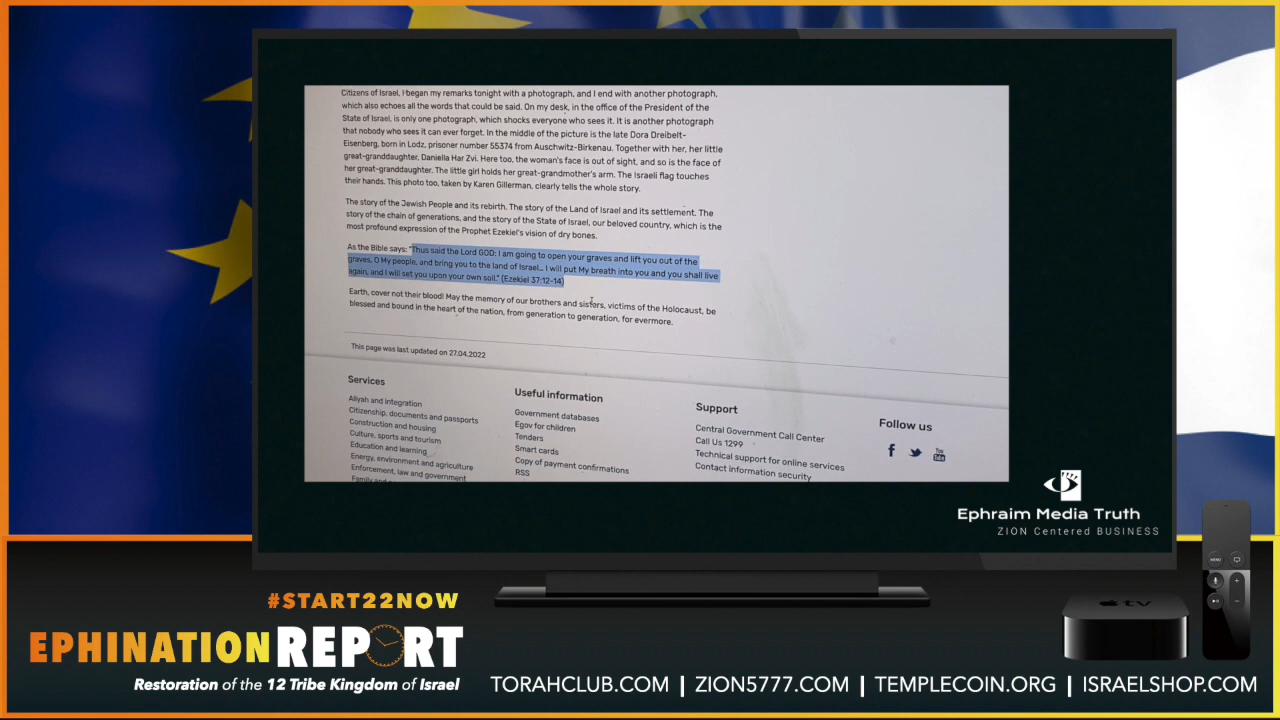 Citizens of Israel, I began my remarks tonight with a photograph, and I end with another photograph,
which also echoes all the words that could be said. On my desk, in the office of the President of the
State of Israel, is only one photograph, which shocks everyone who sees it. It is another photograph
that nobody who sees it can ever forget. In the middle of the picture is the late Dora Dreibelt-
Eisenberg, born in Lodz, prisoner number 55374 from Auschwitz-Birkenau. Together with her, her little
great-granddaughter, Daniella Har Zvi. Here too, the woman's face is out of sight, and so is the face of
her great-granddaughter. The little girl holds her great-grandmother's arm. The Israeli flag touches
their hands. This photo too, taken by Karen Gillerman, clearly tells the whole story.
The story of the Jewish People and its rebirth. The story of the Land of Israel and its settlement. The
story of the chain of generations, and the story of the State of Israel, our beloved country, which is the
most profound expression of the Prophet Ezekiel's vision of dry bones.
As the Bible says: "Thus said the Lord GOD: I am going to open your graves and lift you out of the
graves, O My people, and bring you to the land of Israel... I will put My breath into you and you shall live
again, and I will set you upon your own soil." (Ezekiel 37:12-14)
Earth, cover not their blood! May the memory of our brothers and sisters, victims of the Holocaust, be
blessed and bound in the heart of the nation, from generation to generation, for evermore.
This page was last updated on 27.04.2022
Services
Aliyah and integration
Citizenship, documents and passports
Construction and housing
Culture, sports and tourism
Education and learning
Energy, environment and agriculture
Enforcement, law and government
Useful information
Government databases
Egov for children
Tenders
Smart cards
Copy of payment confirmations
RSS
Support
Central Government Call Center
Call Us 1299
Technical support for online services
Contact information security
Follow us
f
You
Tube
Ephraim Media Truth
ZION Centered BUSINESS
MENU
tv
#START22NOW
EPHINATION REPORT
Restoration of the 12 Tribe Kingdom of Israel
TORAHCLUB.COM | ZION5777.COM | TEMPLECOIN.ORG | ISRAELSHOP.COM